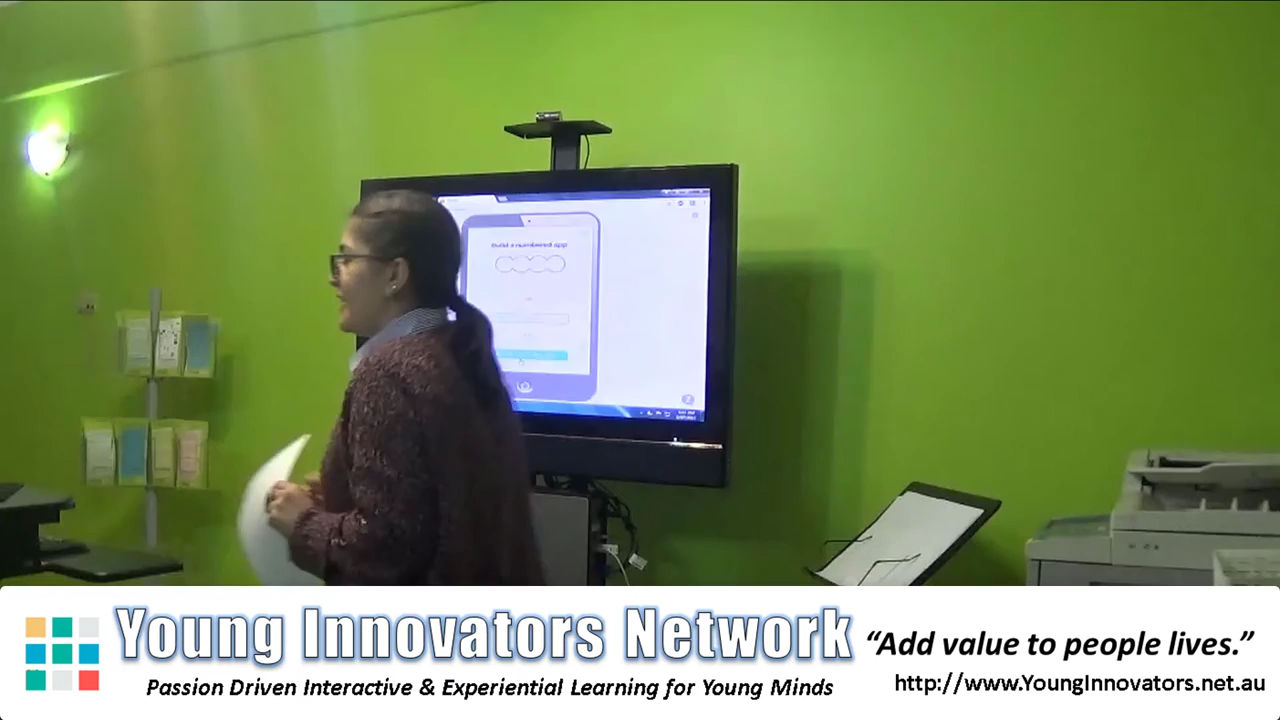 Build a numbered app
Young Innovators Network
Passion Driven Interactive & Experiential Learning for Young Minds
“Add value to people lives.”
http://www.YoungInnovators.net.au